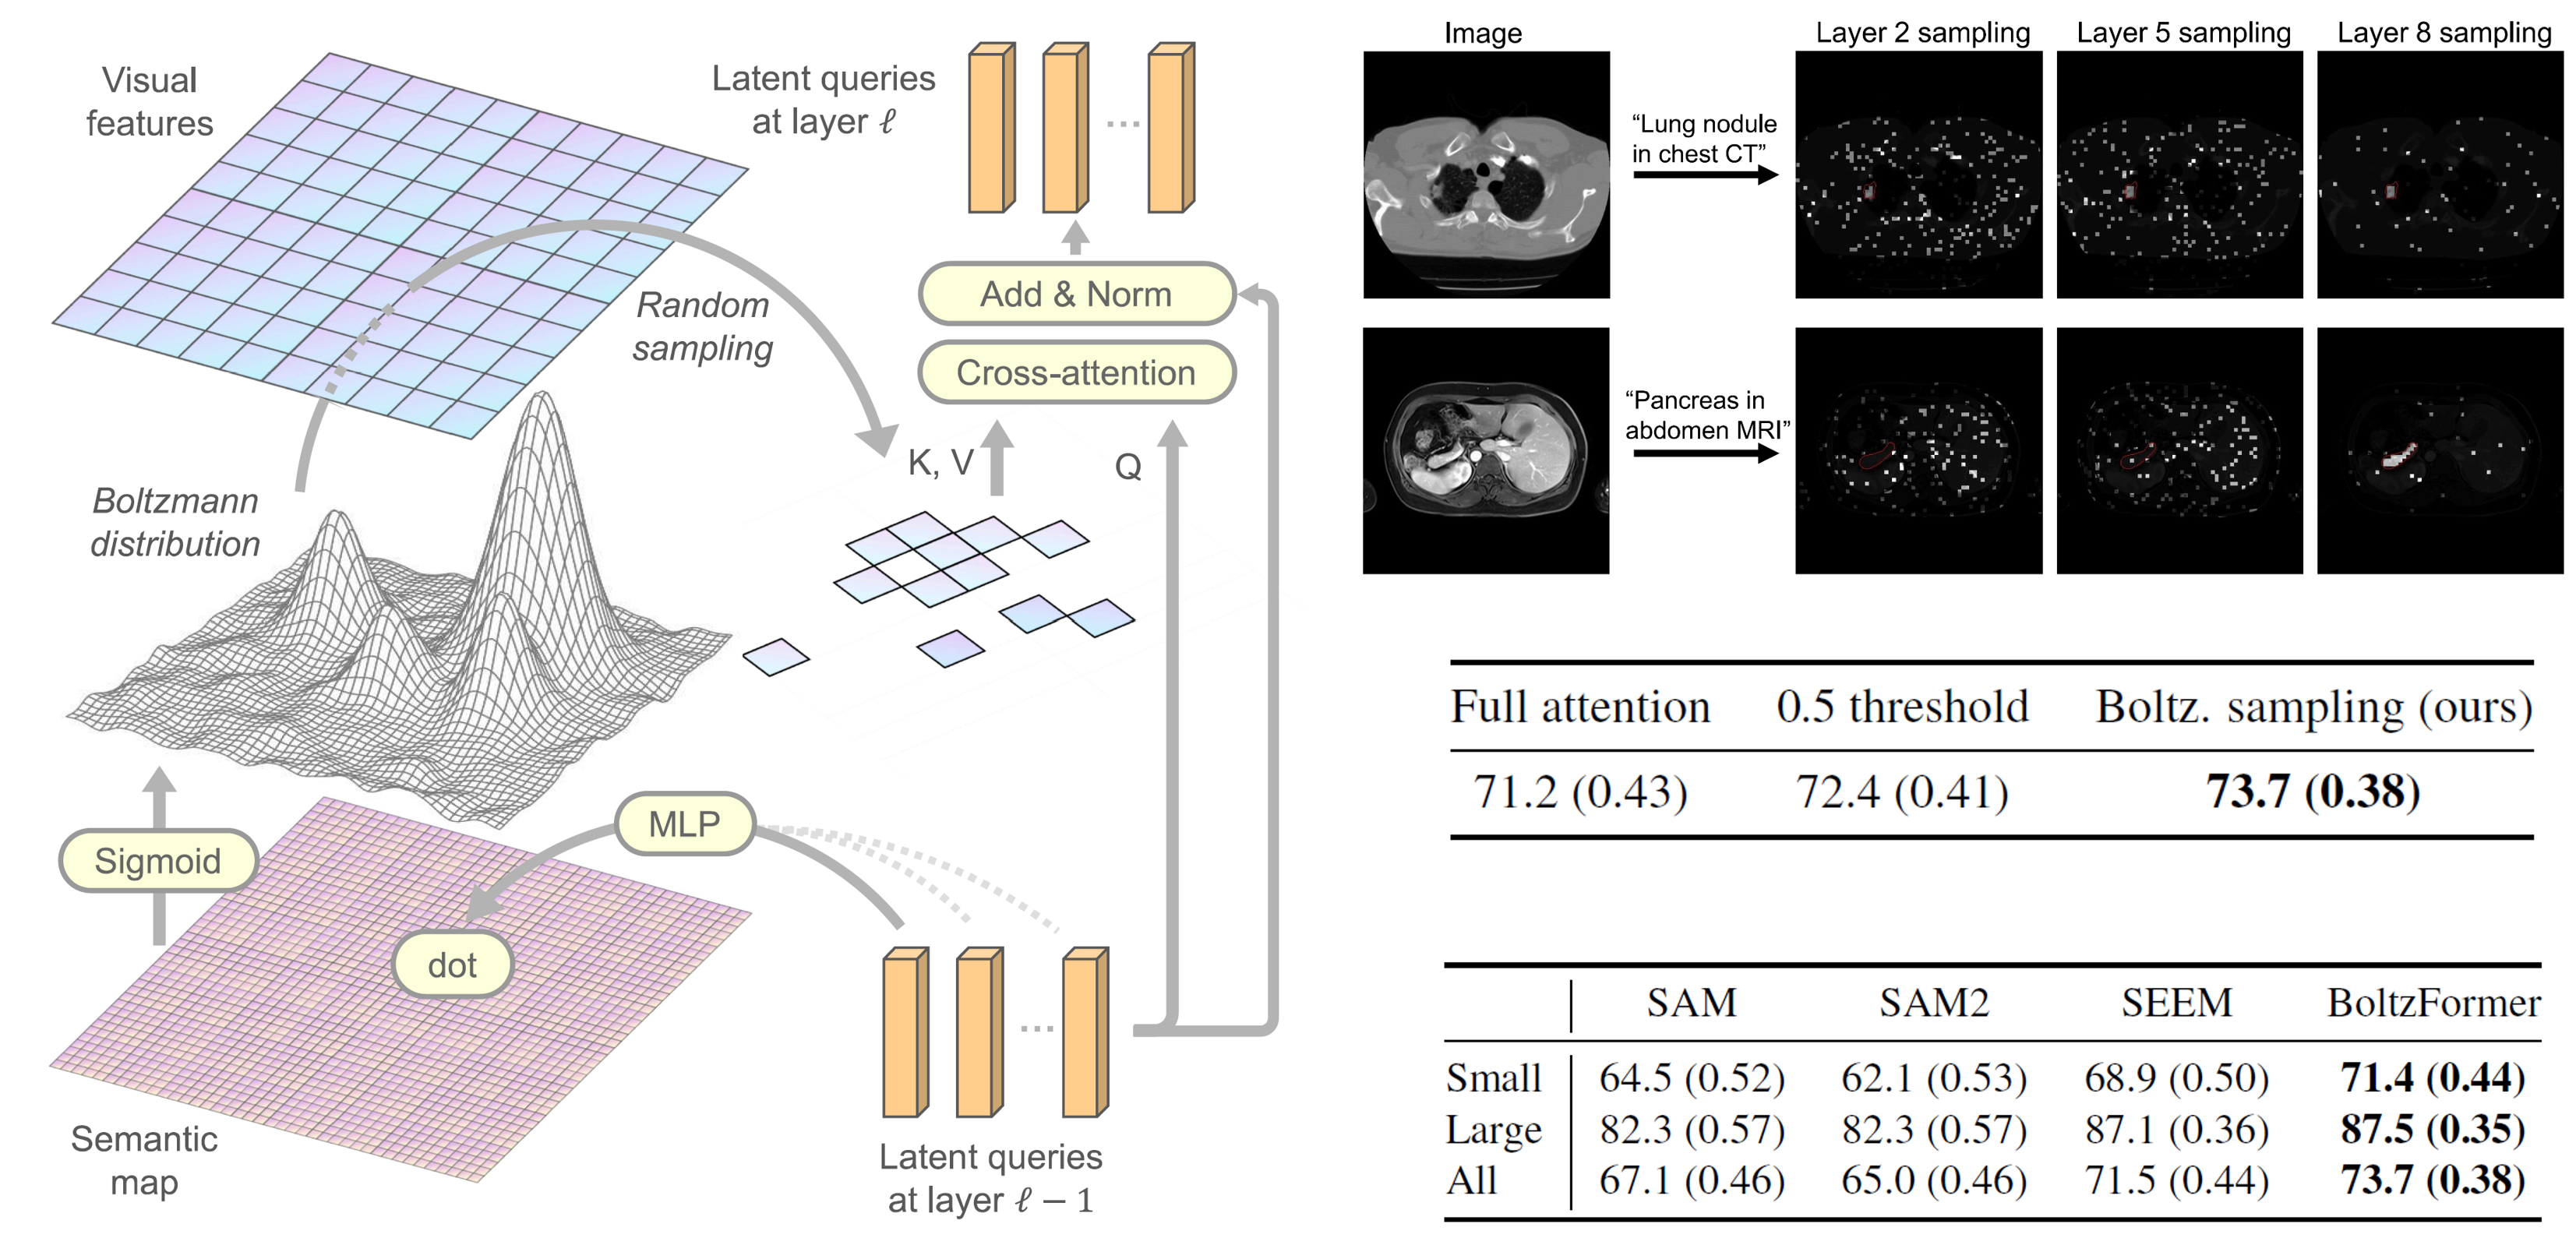 Visual
features
Latent queries
at layer ℓ
Add & Norm
Random
sampling
Cross-attention
K, V
Q
Boltzmann
distribution
MLP
Sigmoid
dot
...
...
Semantic
map
Latent queries
at layer ℓ − 1
Image
Layer 2 sampling
Layer 5 sampling
Layer 8 sampling
“Lung nodule
in chest CT”
“Pancreas in
abdomen MRI”
Full attention 0.5 threshold Boltz. sampling (ours)
71.2 (0.43) 72.4 (0.41) 73.7 (0.38)
SAM SAM2 SEEM BoltzFormer
Small 64.5 (0.52) 62.1 (0.53) 68.9 (0.50) 71.4 (0.44)
Large 82.3 (0.57) 82.3 (0.57) 87.1 (0.36) 87.5 (0.35)
All 67.1 (0.46) 65.0 (0.46) 71.5 (0.44) 73.7 (0.38)